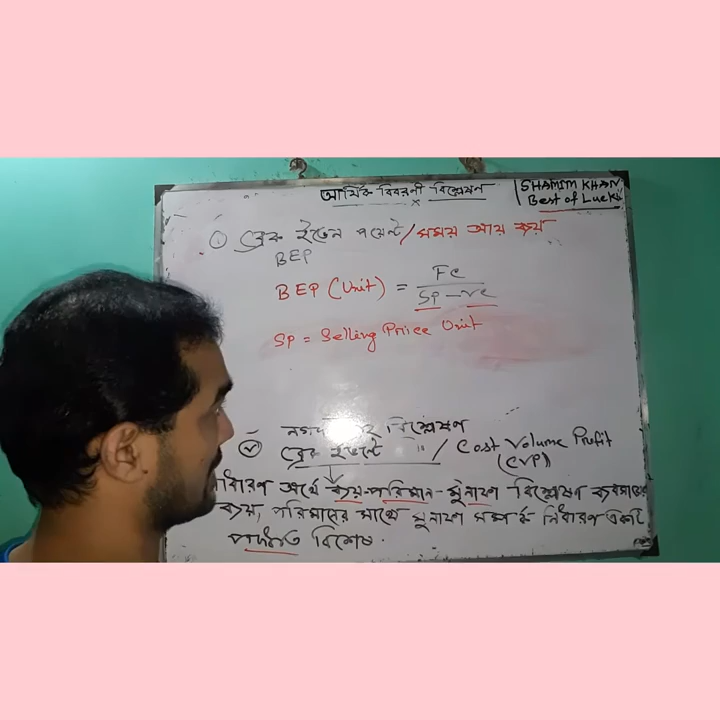 আর্থিক বিবরণী বিশ্লেষণ
SHAMIM KHAN
Best of Luck
① ব্রেক ইভেন পয়েন্ট / সমতা আয় ব্যয়
BEP
BEP (Unit) = Fc / SP - Vc
SP = Selling Price Unit
বিশ্লেষণ
ব্রেক ইভেন্ট / Cost Volume Profit
(CVP)
অর্থে ব্যয়-পরিমান-মুনাফা বিশ্লেষণ
ব্যয়, পরিমানের সাথে মুনাফা সম্পর্ক নির্ধারণ একটি
পদ্ধতি বিশেষ.